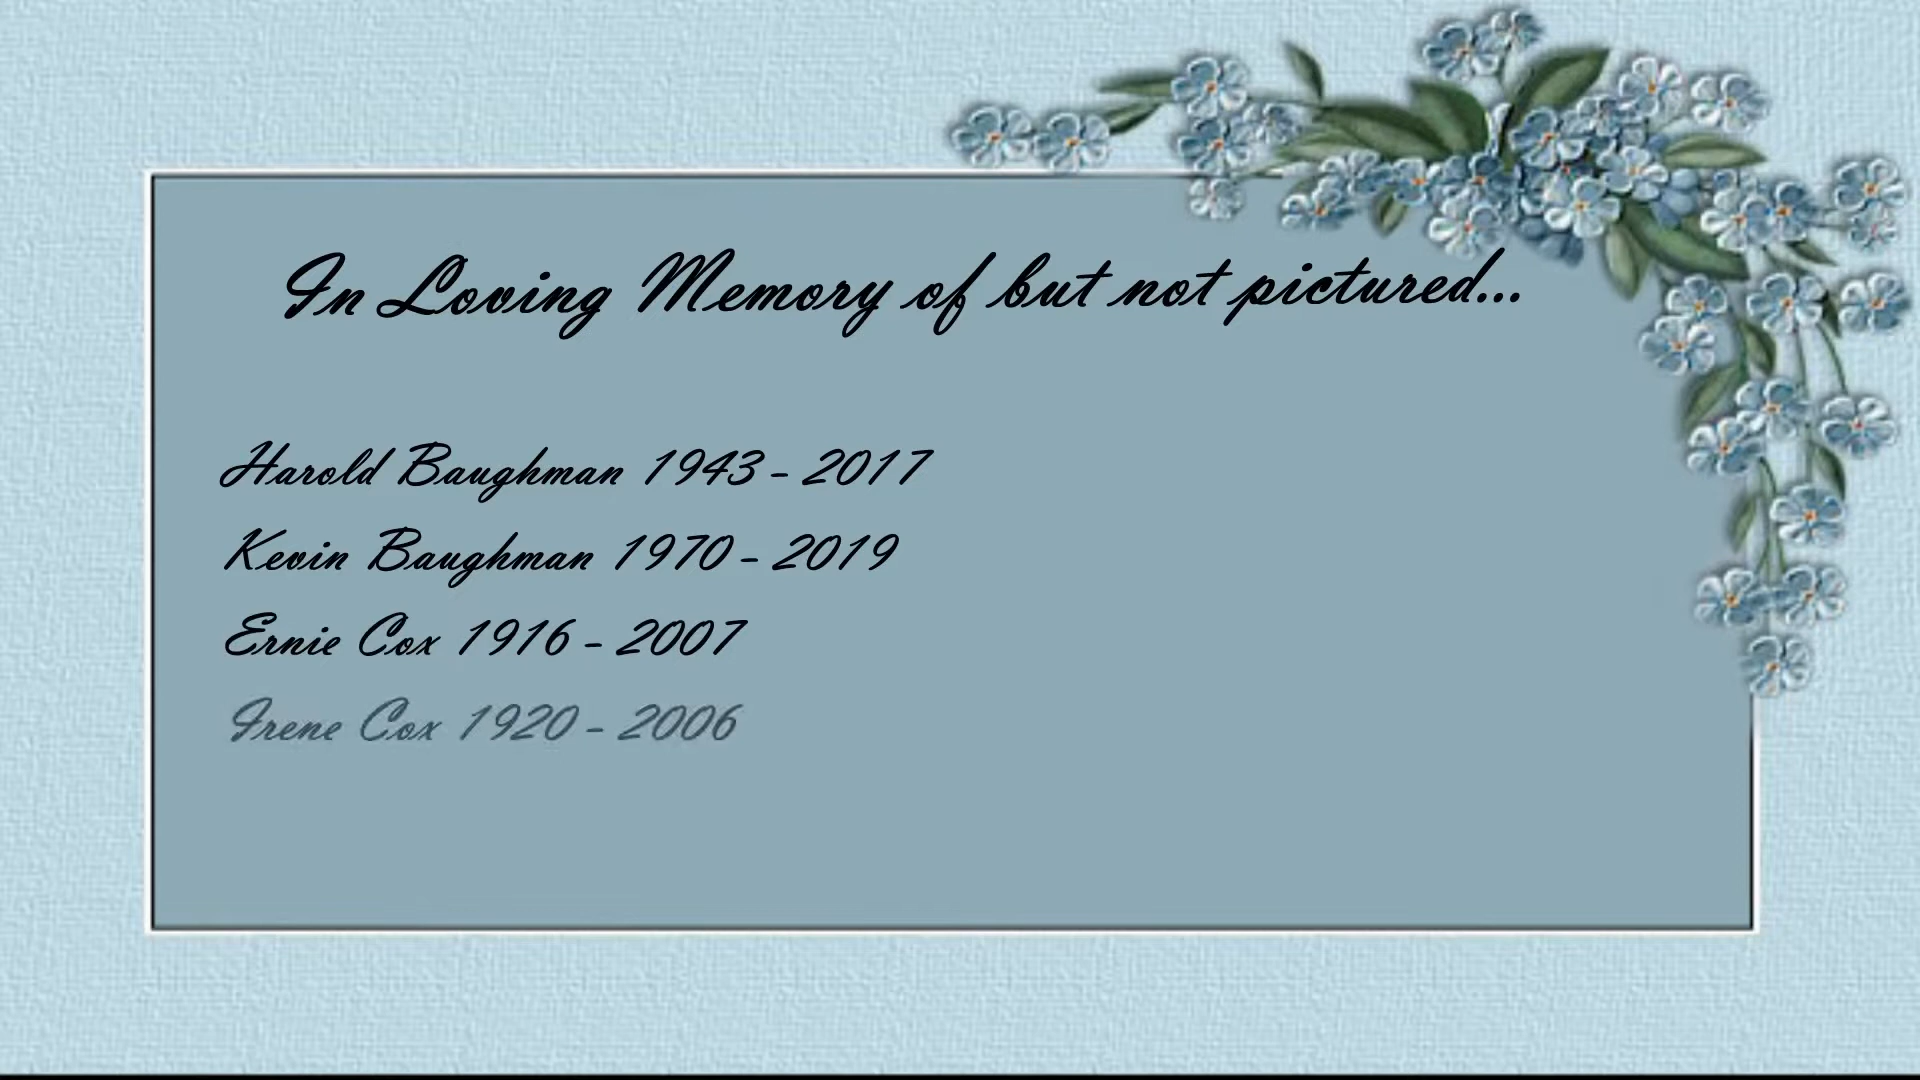 In Loving Memory of but not pictured...
Harold Baughman 1943 - 2017
Kevin Baughman 1970 - 2019
Ernie Cox 1916 - 2007
Irene Cox 1920 - 2006